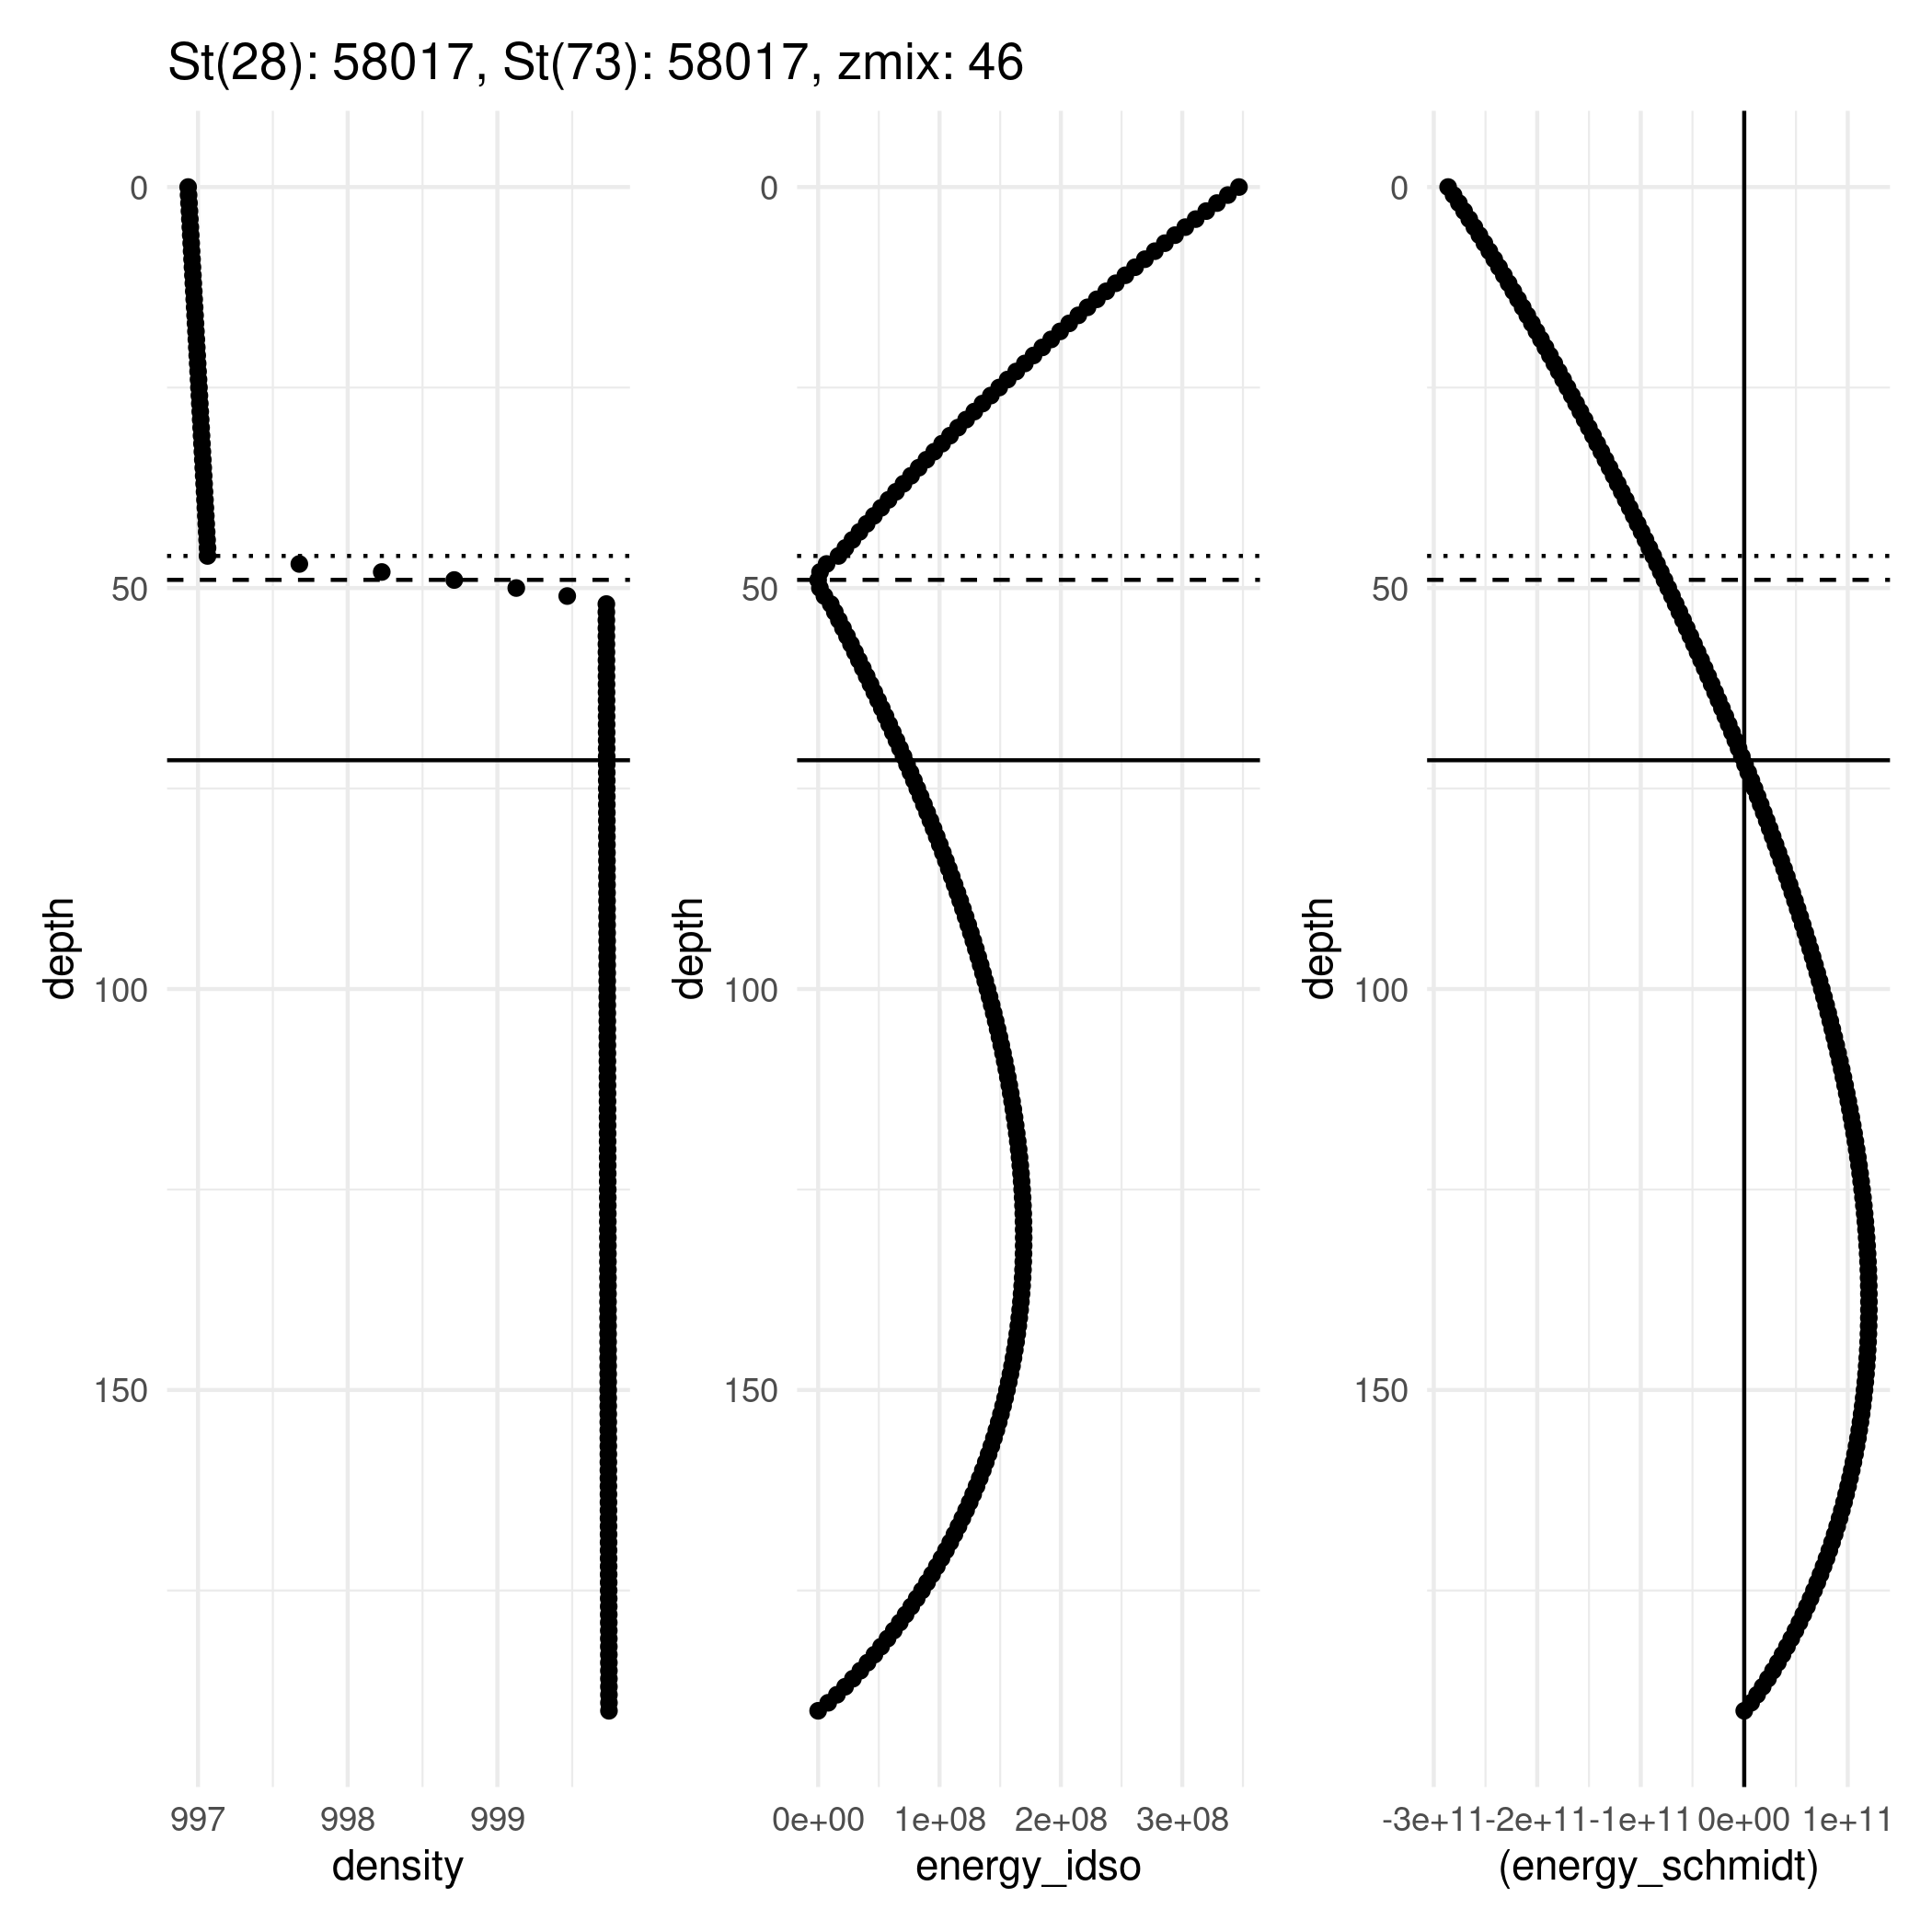 St(28): 58017, St(73): 58017, zmix: 46
0
50
100
150
depth
997
998
999
density
0
50
100
150
depth
0e+00
1e+08
2e+08
3e+08
energy_idso
0
50
100
150
depth
-3e+11
-2e+11
-1e+11
0e+00
1e+11
(energy_schmidt)